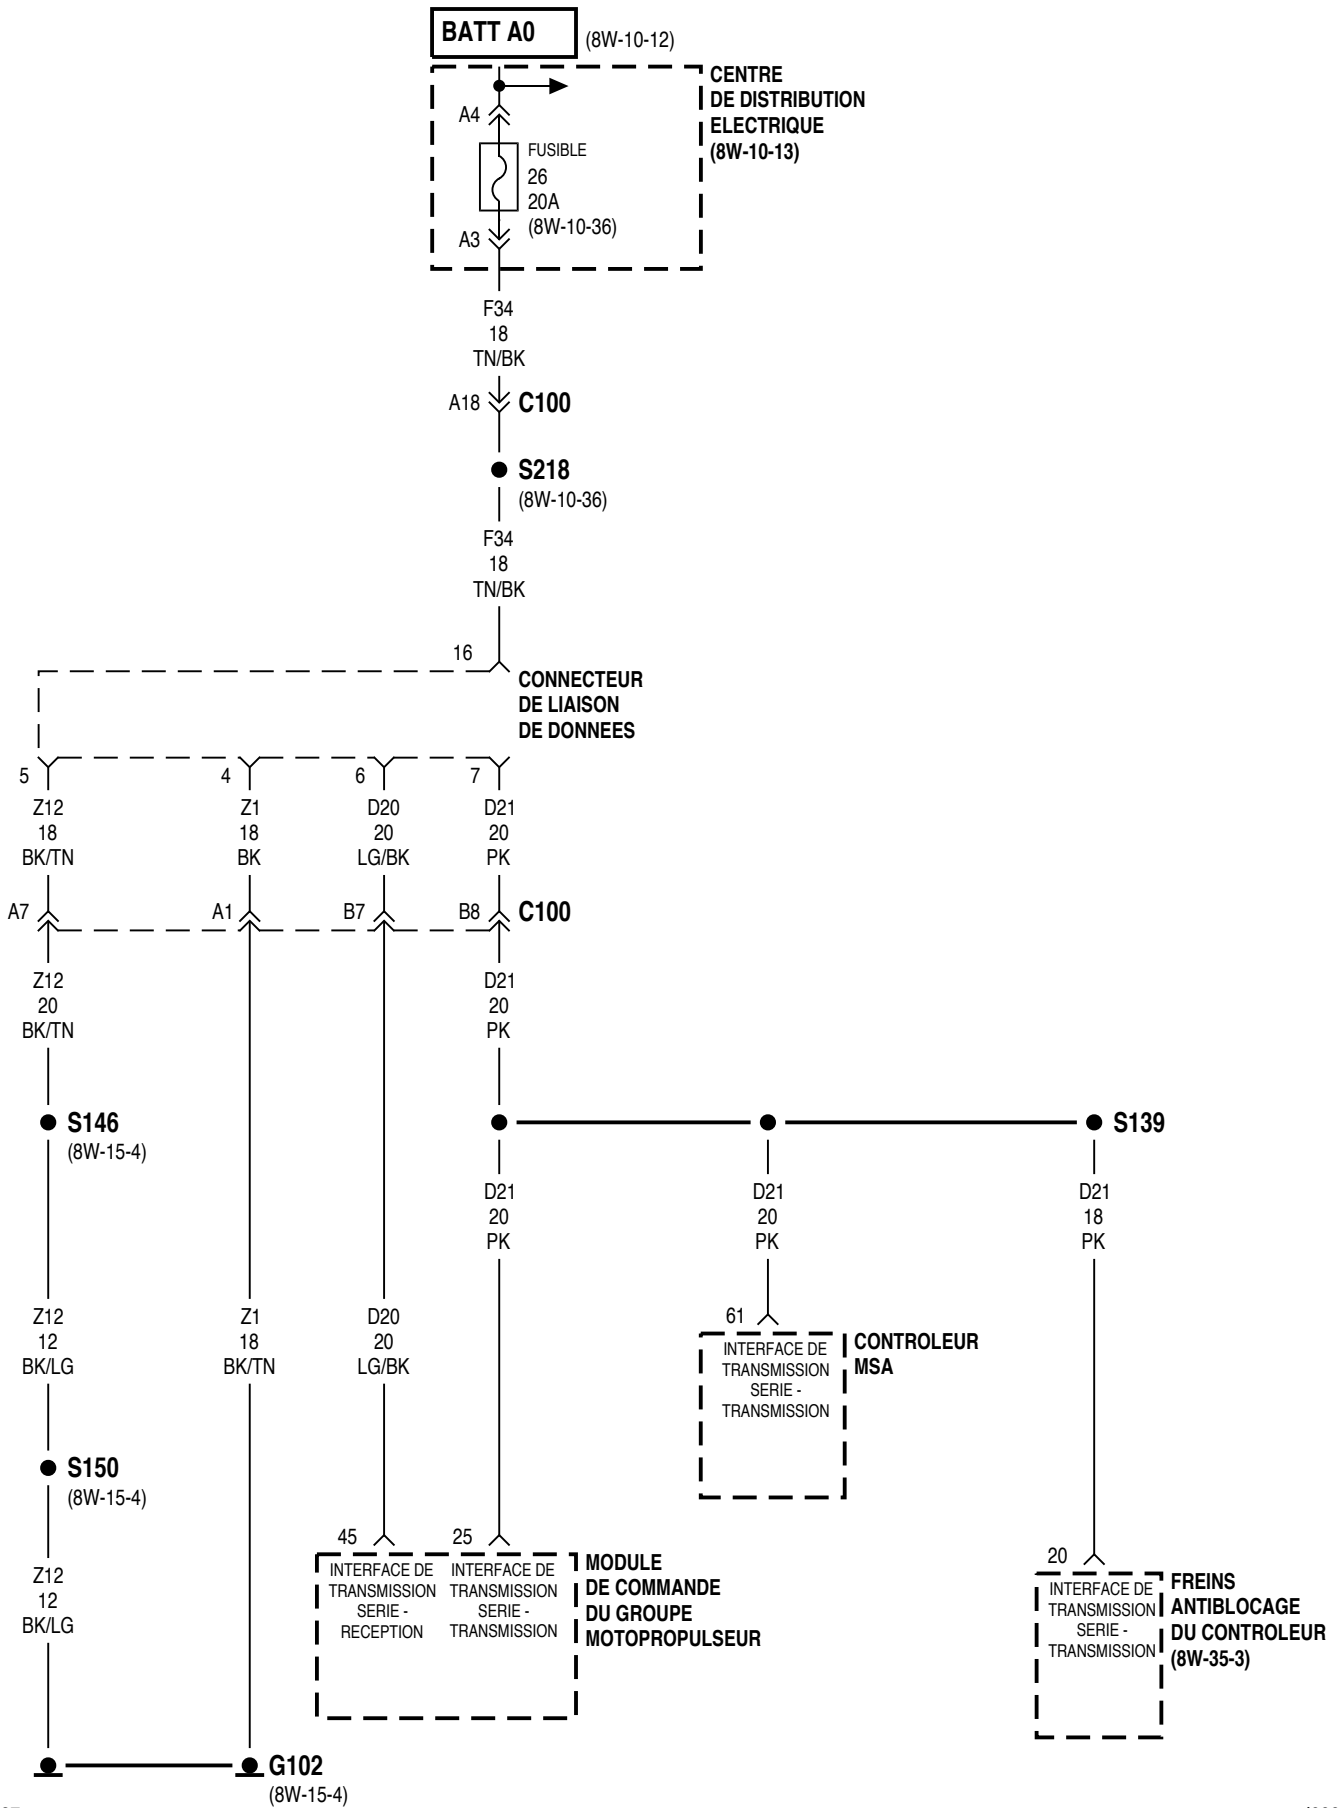 BATT A0
(8W-10-12)
CENTRE
DE DISTRIBUTION
ELECTRIQUE
(8W-10-13)
A4
FUSIBLE
26
20A
(8W-10-36)
A3
F34
18
TN/BK
A18
C100
S218
(8W-10-36)
F34
18
TN/BK
16
CONNECTEUR
DE LIAISON
DE DONNEES
5
4
6
7
Z12
18
BK/TN
Z1
18
BK
D20
20
LG/BK
D21
20
PK
A7
A1
B7
B8
C100
Z12
20
BK/TN
D21
20
PK
S146
(8W-15-4)
S139
D21
20
PK
D21
20
PK
D21
18
PK
Z12
12
BK/LG
Z1
18
BK/TN
D20
20
LG/BK
61
INTERFACE DE
TRANSMISSION
SERIE -
TRANSMISSION
CONTROLEUR
MSA
S150
(8W-15-4)
45
25
INTERFACE DE
TRANSMISSION
SERIE -
RECEPTION
INTERFACE DE
TRANSMISSION
SERIE -
TRANSMISSION
MODULE
DE COMMANDE
DU GROUPE
MOTOPROPULSEUR
20
INTERFACE DE
TRANSMISSION
SERIE -
TRANSMISSION
FREINS
ANTIBLOCAGE
DU CONTROLEUR
(8W-35-3)
Z12
12
BK/LG
G102
(8W-15-4)